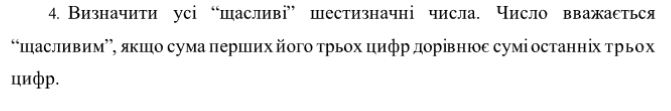 4. Визначити усі “щасливі” шестизначні числа. Число вважається
“щасливим”, якщо сума перших його трьох цифр дорівнює сумі останніх трьох
цифр.